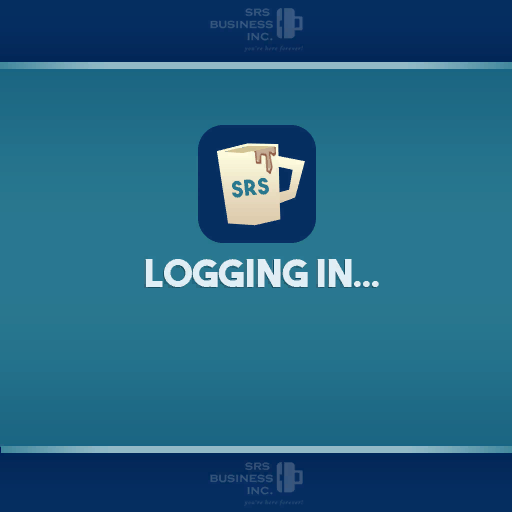 SRS
BUSINESS
INC.
you're here forever!
SRS
LOGGING IN...
SRS
BUSINESS
INC.
you're here forever!